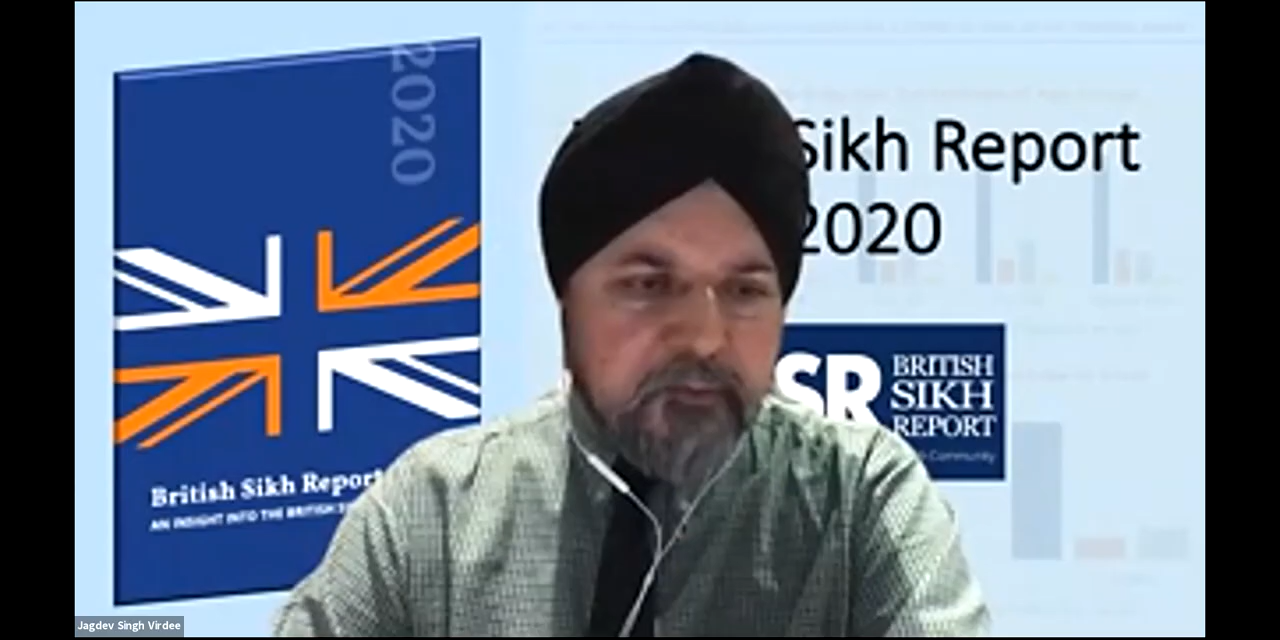 2020
British Sikh Report
AN INSIGHT INTO THE BRITISH
Sikh Report
2020
SR
BRITISH
SIKH
REPORT
Community
Jagdev Singh Virdee